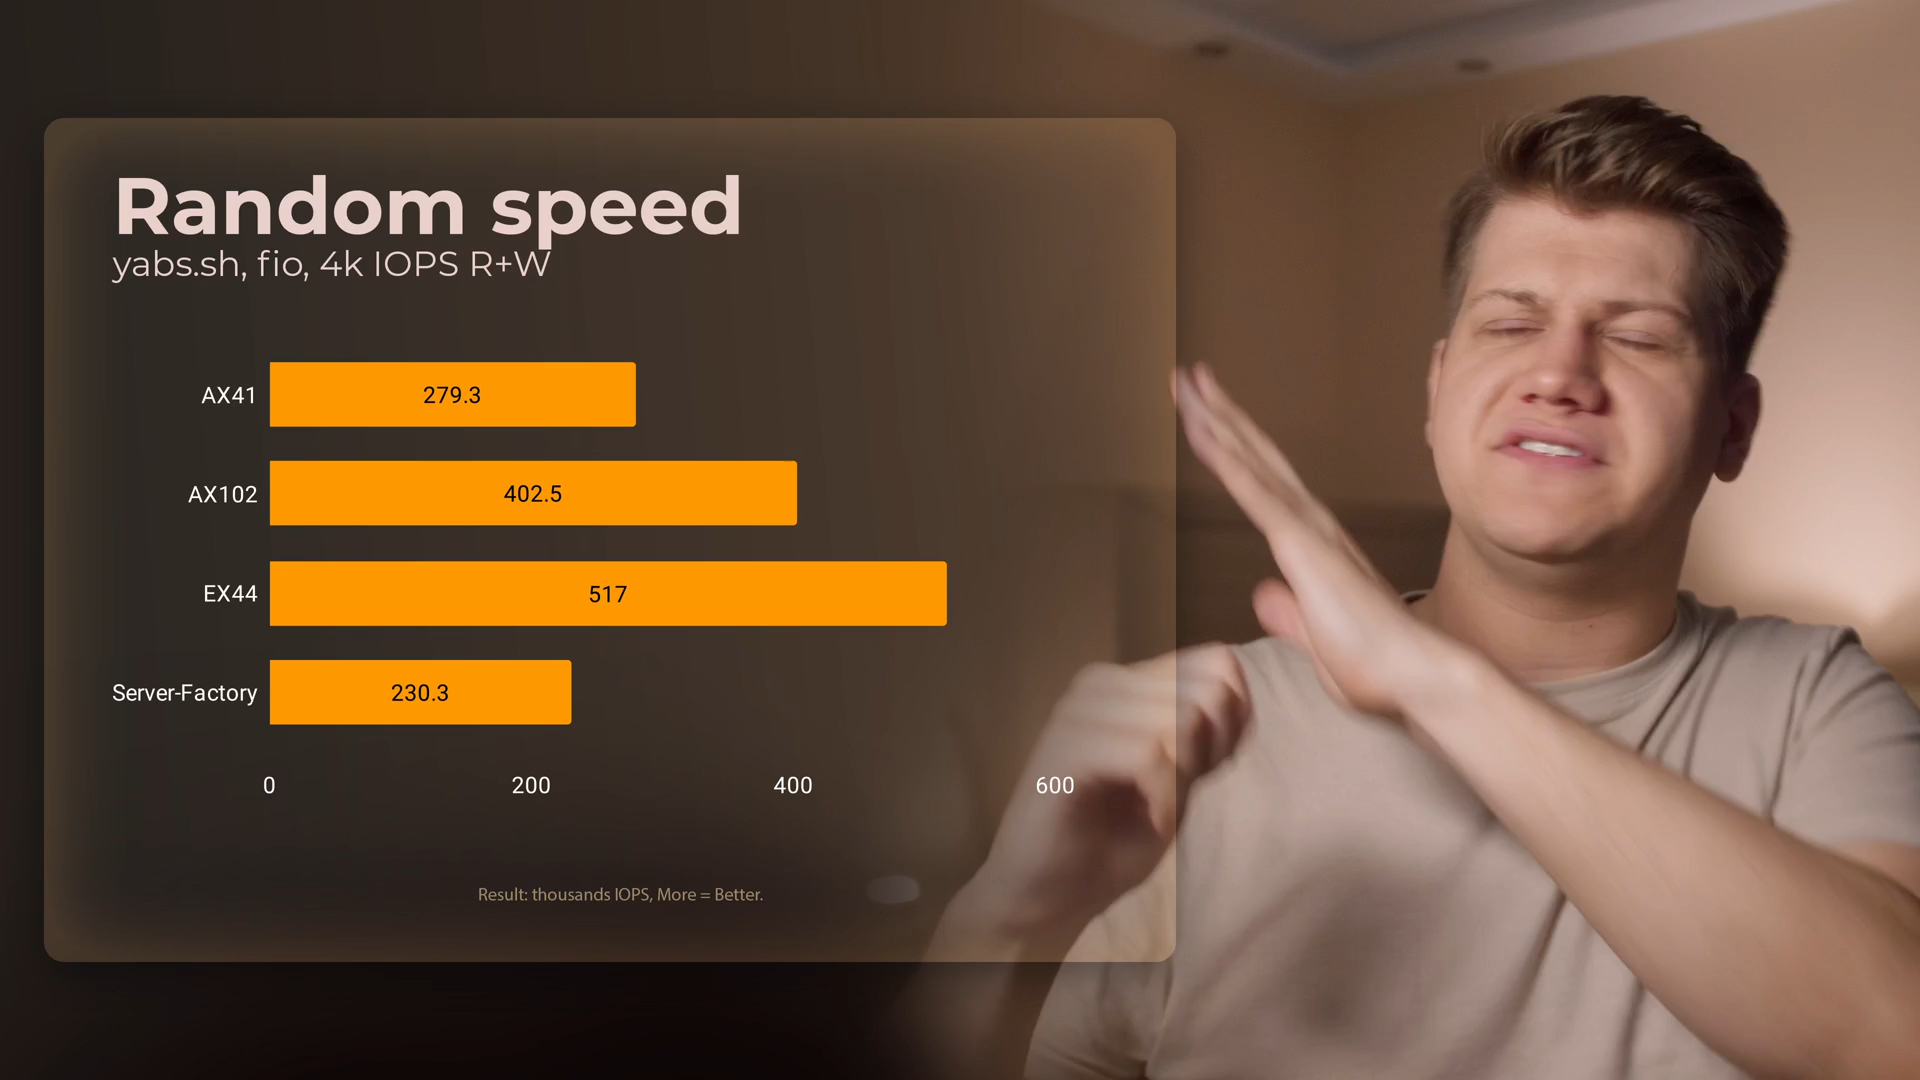 Random speed
yabs.sh, fio, 4k IOPS R+W
AX41
279.3
AX102
402.5
EX44
517
Server-Factory
230.3
0 200 400 600
Result: thousands IOPS, More = Better.